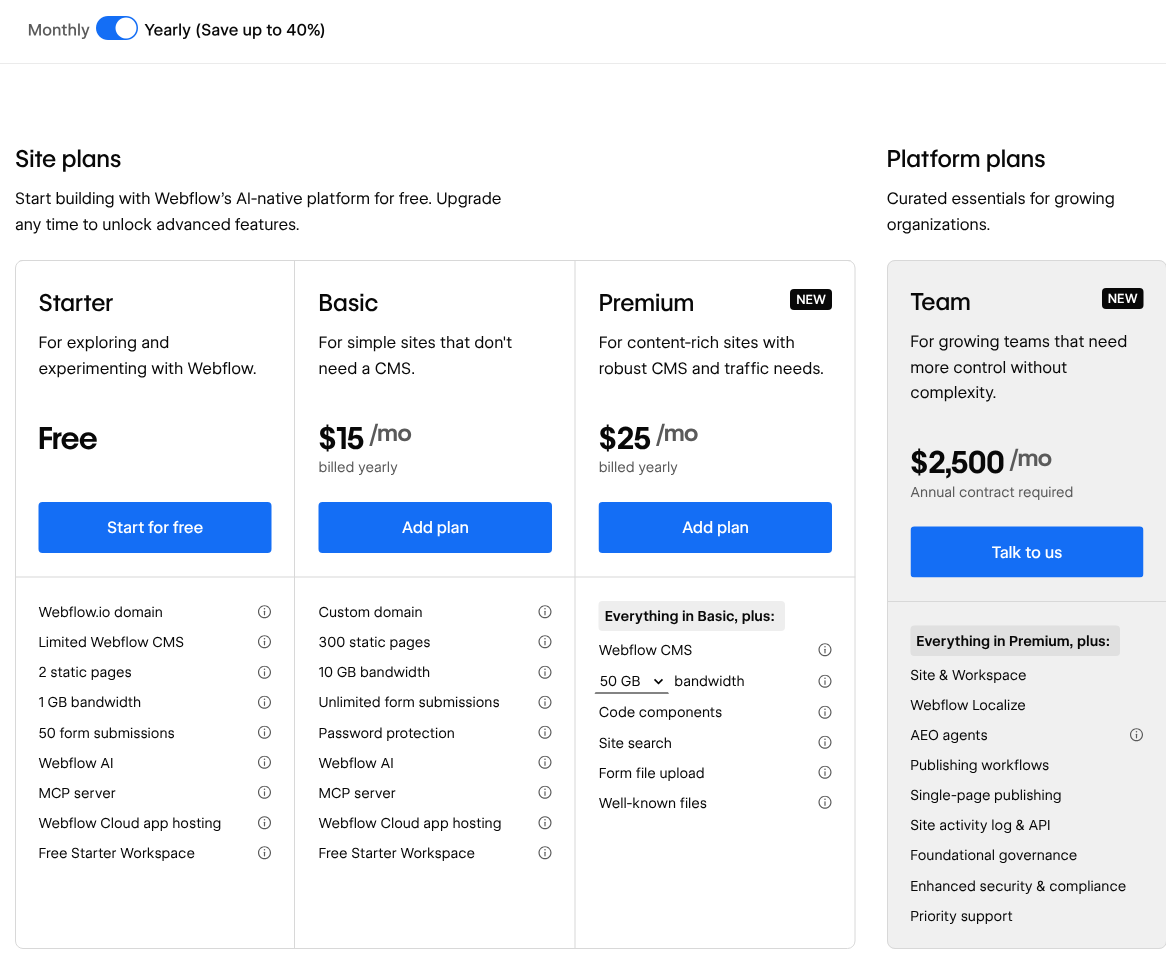 Monthly Yearly (Save up to 40%)
Site plans
Start building with Webflow's AI-native platform for free. Upgrade
any time to unlock advanced features.
Starter
For exploring and
experimenting with Webflow.
Free
Start for free
Webflow.io domain
Limited Webflow CMS
2 static pages
1 GB bandwidth
50 form submissions
Webflow AI
MCP server
Webflow Cloud app hosting
Free Starter Workspace
Basic
For simple sites that don't
need a CMS.
$15 /mo
billed yearly
Add plan
Custom domain
300 static pages
10 GB bandwidth
Unlimited form submissions
Password protection
Webflow AI
MCP server
Webflow Cloud app hosting
Free Starter Workspace
Premium NEW
For content-rich sites with
robust CMS and traffic needs.
$25 /mo
billed yearly
Add plan
Everything in Basic, plus:
Webflow CMS
50 GB bandwidth
Code components
Site search
Form file upload
Well-known files
Platform plans
Curated essentials for growing
organizations.
Team NEW
For growing teams that need
more control without
complexity.
$2,500 /mo
Annual contract required
Talk to us
Everything in Premium, plus:
Site & Workspace
Webflow Localize
AEO agents
Publishing workflows
Single-page publishing
Site activity log & API
Foundational governance
Enhanced security & compliance
Priority support